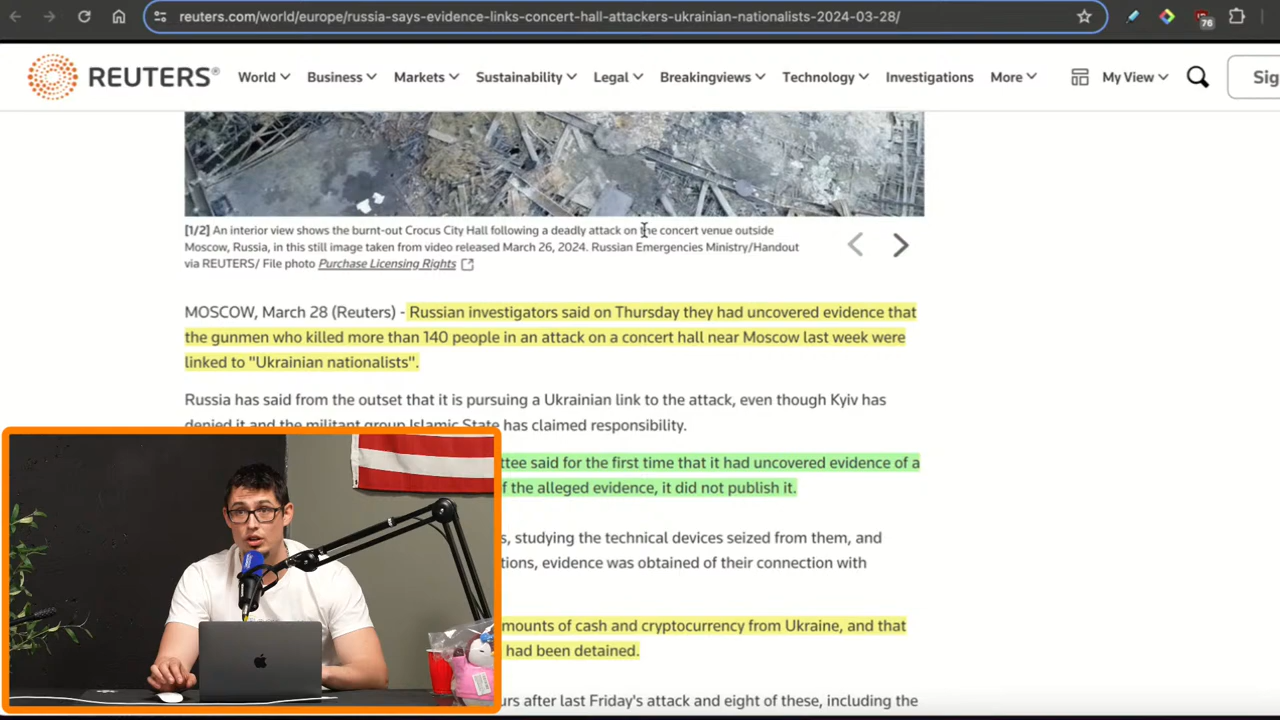 reuters.com/world/europe/russia-says-evidence-links-concert-hall-attackers-ukrainian-nationalists-2024-03-28/
76
REUTERS®
World Business Markets Sustainability Legal Breakingviews Technology Investigations More My View Sig
[1/2] An interior view shows the burnt-out Crocus City Hall following a deadly attack on the concert venue outside
Moscow, Russia, in this still image taken from video released March 26, 2024. Russian Emergencies Ministry/Handout
via REUTERS/ File photo Purchase Licensing Rights
MOSCOW, March 28 (Reuters) - Russian investigators said on Thursday they had uncovered evidence that
the gunmen who killed more than 140 people in an attack on a concert hall near Moscow last week were
linked to "Ukrainian nationalists".
Russia has said from the outset that it is pursuing a Ukrainian link to the attack, even though Kyiv has
denied it and the militant group Islamic State has claimed responsibility.
ttee said for the first time that it had uncovered evidence of a
f the alleged evidence, it did not publish it.
s, studying the technical devices seized from them, and
tions, evidence was obtained of their connection with
mounts of cash and cryptocurrency from Ukraine, and that
had been detained.
urs after last Friday's attack and eight of these, including the